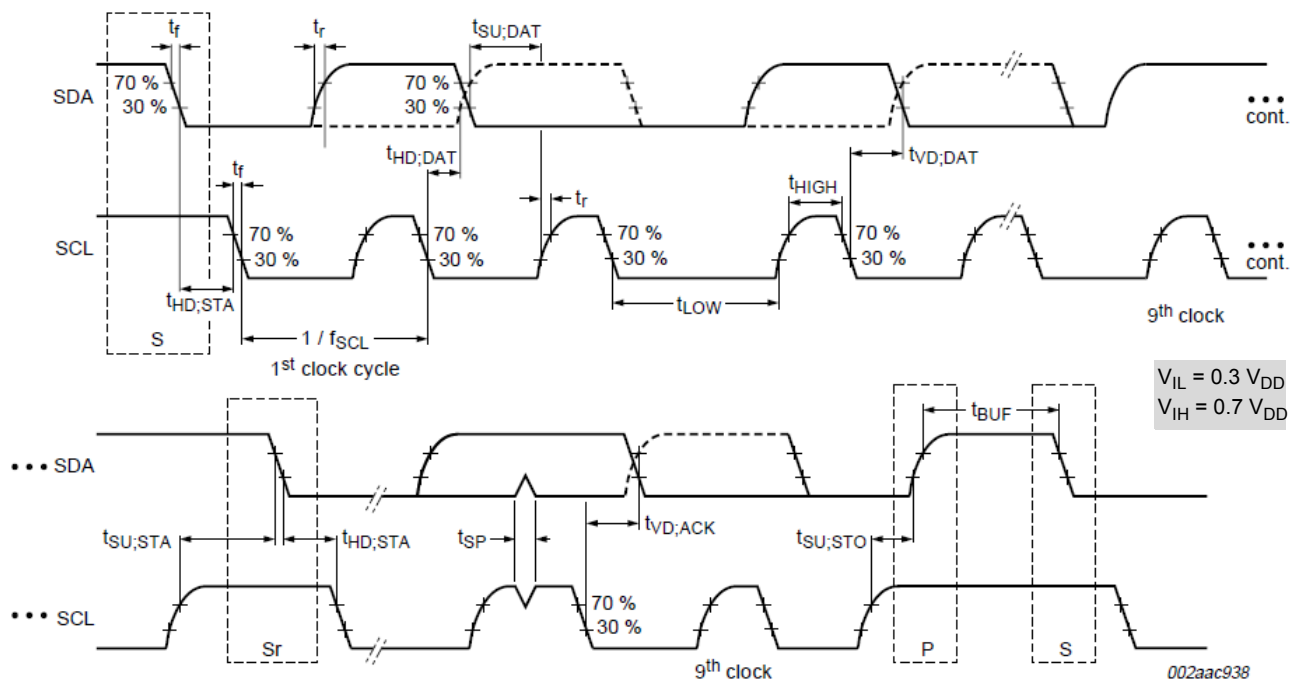 tf tr tSU;DAT
SDA 70 % 30 % 70 % 30 % ••• cont.
tHD;DAT tVD;DAT
tf tr tHIGH
SCL 70 % 30 % 70 % 30 % 70 % 30 % 70 % 30 % ••• cont.
tHD;STA tLOW
S 1 / fSCL 9th clock
1st clock cycle
VIL = 0.3 VDD
VIH = 0.7 VDD
tBUF
••• SDA
tSU;STA tHD;STA tSP tVD;ACK tSU;STO
••• SCL 70 % 30 %
Sr 9th clock P S
002aac938